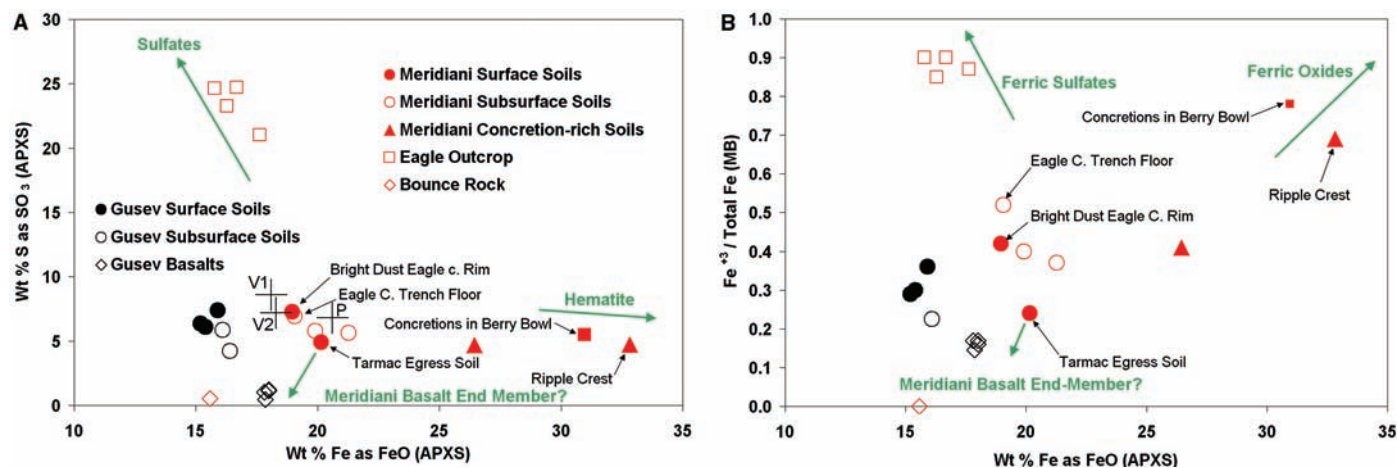 A
Wt % S as SO3 (APXS)
30
25
20
15
10
5
0
10
15
20
25
30
35
Wt % Fe as FeO (APXS)
Sulfates
Meridiani Surface Soils
Meridiani Subsurface Soils
Meridiani Concretion-rich Soils
Eagle Outcrop
Bounce Rock
Gusev Surface Soils
Gusev Subsurface Soils
Gusev Basalts
V1
V2
P
Bright Dust Eagle c. Rim
Eagle C. Trench Floor
Hematite
Concretions in Berry Bowl
Tarmac Egress Soil
Ripple Crest
Meridiani Basalt End Member?
B
Fe +3 / Total Fe (MB)
1.0
0.9
0.8
0.7
0.6
0.5
0.4
0.3
0.2
0.1
0.0
10
15
20
25
30
35
Wt % Fe as FeO (APXS)
Ferric Sulfates
Ferric Oxides
Concretions in Berry Bowl
Eagle C. Trench Floor
Ripple Crest
Bright Dust Eagle C. Rim
Tarmac Egress Soil
Meridiani Basalt End-Member?